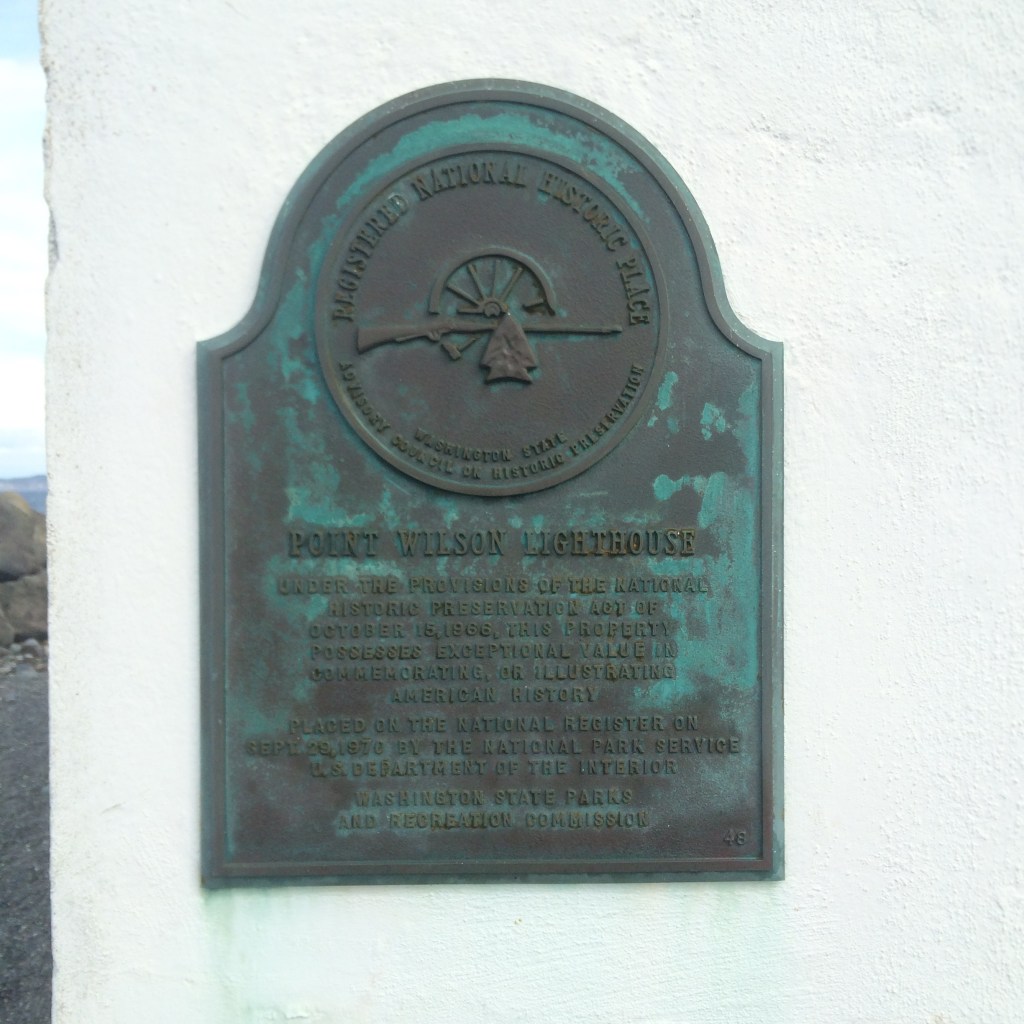 REGISTERED NATIONAL HISTORIC PLACE
WASHINGTON STATE
ADVISORY COUNCIL ON HISTORIC PRESERVATION
POINT WILSON LIGHTHOUSE
UNDER THE PROVISIONS OF THE NATIONAL
HISTORIC PRESERVATION ACT OF
OCTOBER 15, 1966, THIS PROPERTY
POSSESSES EXCEPTIONAL VALUE IN
COMMEMORATING, OR ILLUSTRATING
AMERICAN HISTORY
PLACED ON THE NATIONAL REGISTER ON
SEPT. 29, 1970 BY THE NATIONAL PARK SERVICE
U.S. DEPARTMENT OF THE INTERIOR
WASHINGTON STATE PARKS
AND RECREATION COMMISSION
48